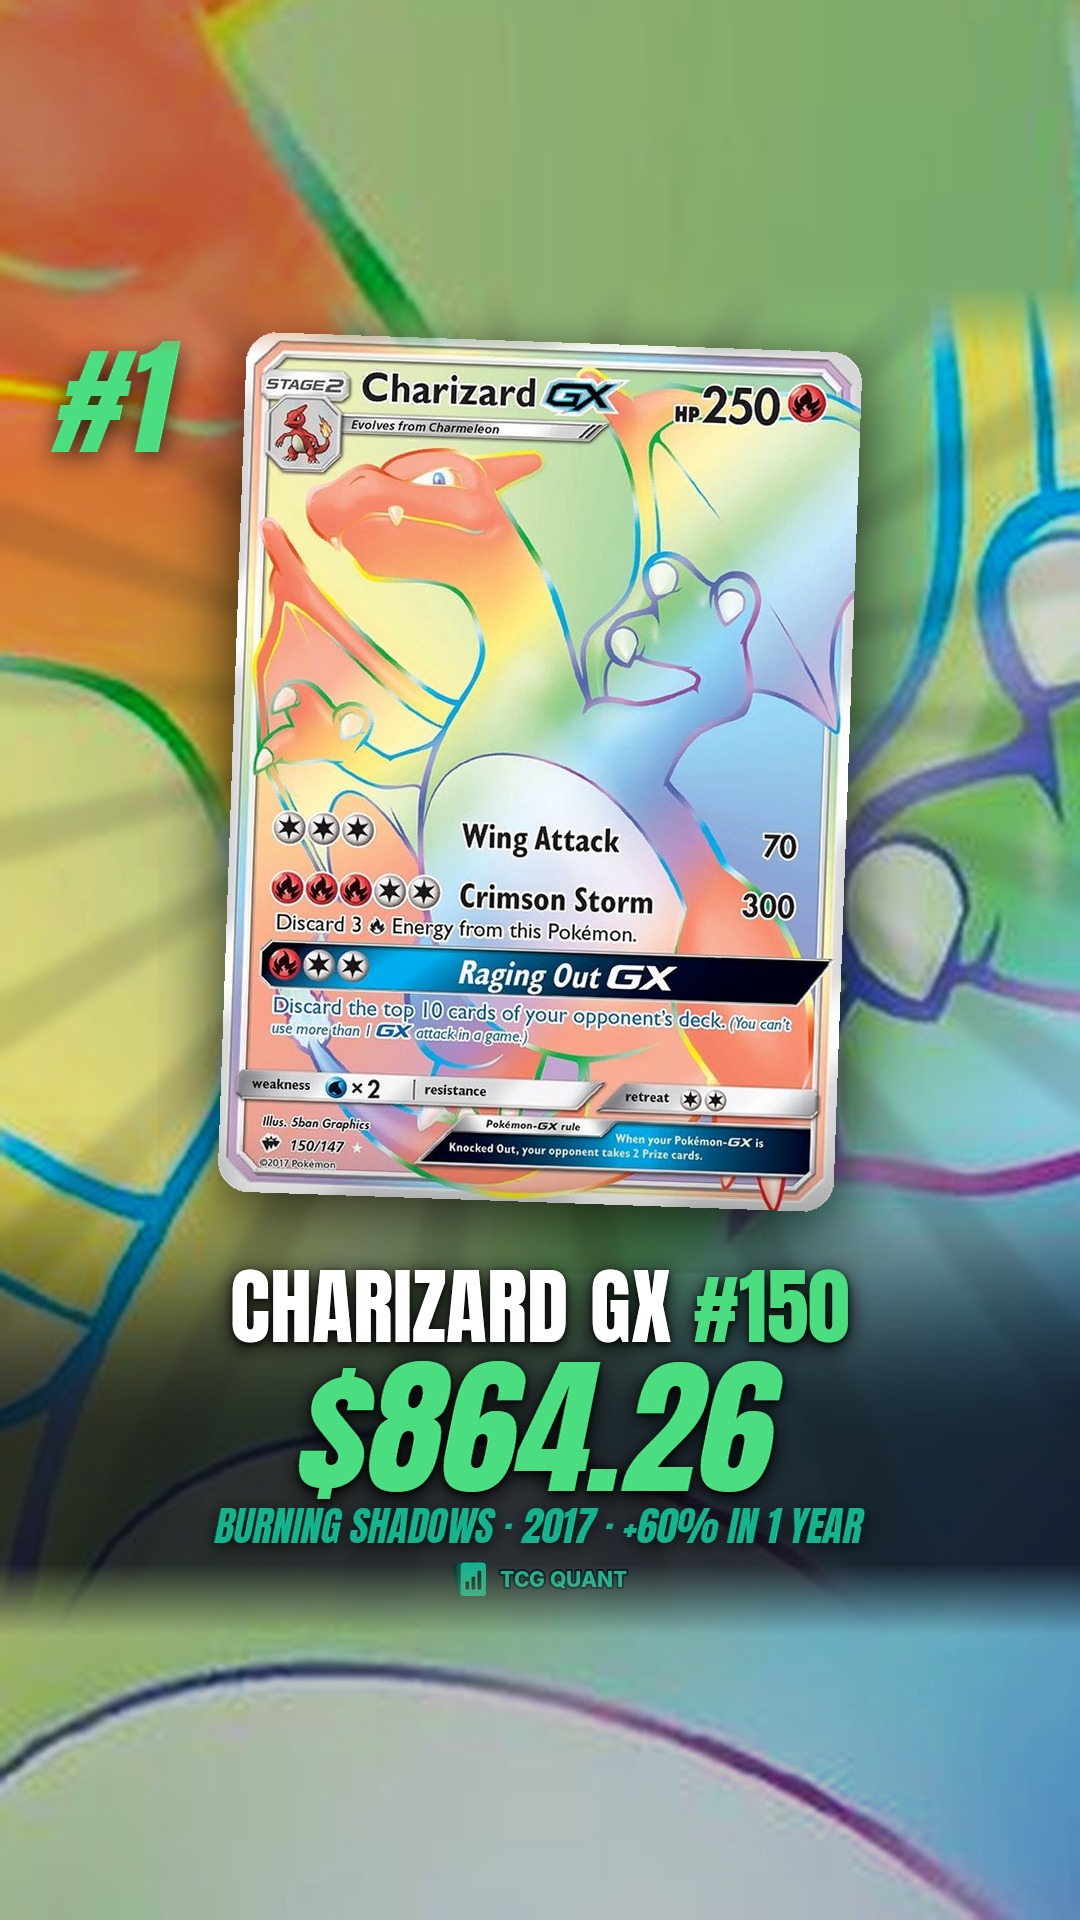 #1
STAGE2
Charizard GX
HP250
Evolves from Charmeleon
Wing Attack 70
Crimson Storm 300
Discard 3 Energy from this Pokémon.
Raging Out GX
Discard the top 10 cards of your opponent's deck. (You can't
use more than 1 GX attack in a game.)
weakness ×2 resistance retreat
Illus. 5ban Graphics
150/147
©2017 Pokémon
Pokémon-GX rule
When your Pokémon-GX is
Knocked Out, your opponent takes 2 Prize cards.
CHARIZARD GX #150
$864.26
BURNING SHADOWS · 2017 · +60% IN 1 YEAR
TCG QUANT